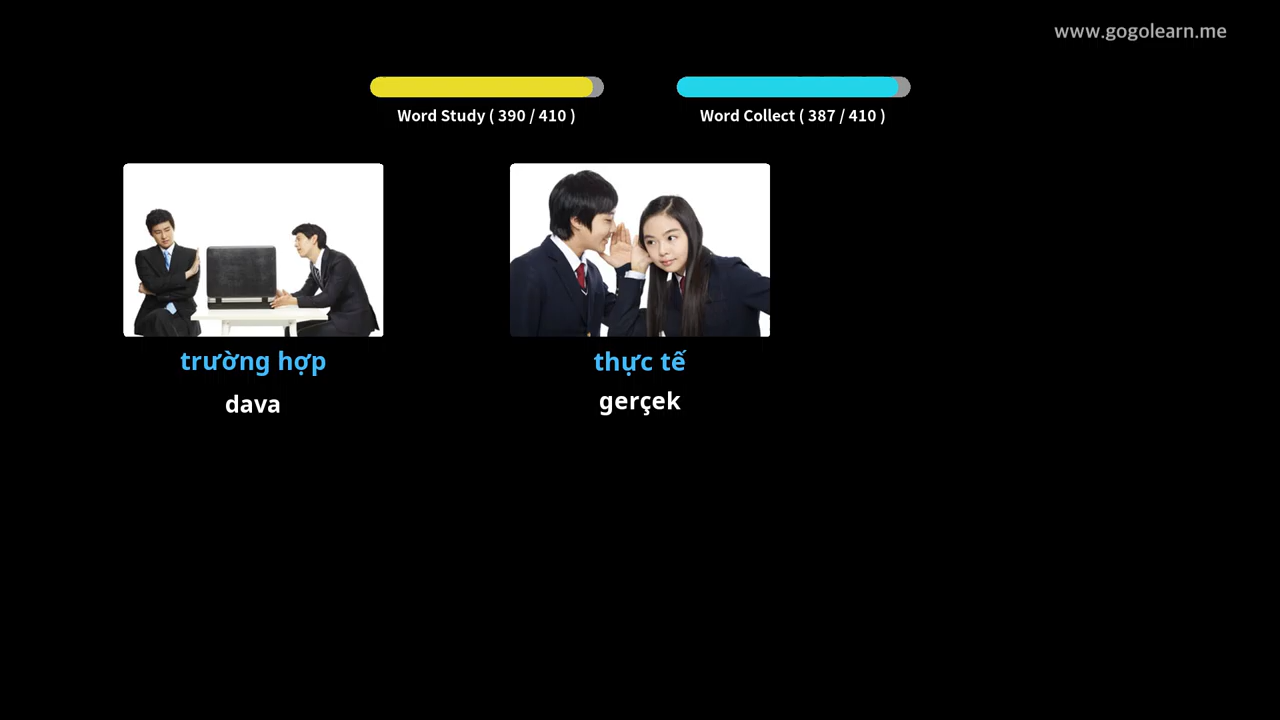 www.gogolearn.me
Word Study ( 390 / 410 )
Word Collect ( 387 / 410 )
trường hợp
dava
thực tế
gerçek